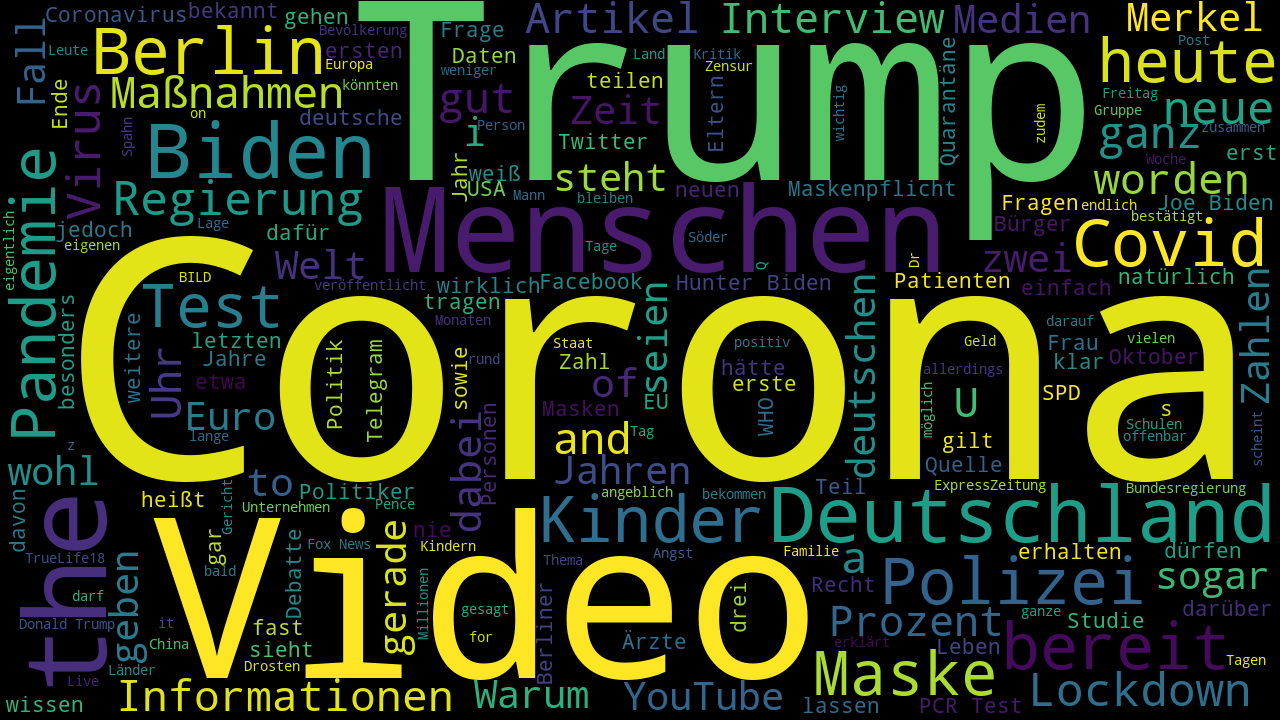 Coronavirus
bekannt
gehen
Bevölkerung
Trump
Frage
Artikel
Interview
Medien
Merkel
Fall
Leute
Berlin
Europa
ersten
Daten
weniger
Land
Kritik
Zensur
Post
heute
Ende
Maßnahmen
könnten
gut
teilen
Zeit
Eltern
wichtig
Quarantäne
Freitag
Gruppe
neue
Virus
on
deutsche
Spahn
i
Person
Twitter
zudem
ganz
zusammen
Biden
Jahr
weiß
steht
Woche
erst
Pandemie
Regierung
USA
Mann
bleiben
neuen
Maskenpflicht
worden
Fragen
endlich
Joe Biden
eigentlich
jedoch
Lage
dafür
Menschen
Bürger
bestätigt
eigenen
Tage
Söder
Covid
Welt
Q
Dr
zwei
BILD
veröffentlicht
wirklich
Facebook
Hunter Biden
Patienten
einfach
natürlich
Test
tragen
besonders
weitere
letzten
Monaten
Corona
Zahlen
Uhr
Jahre
Politik
Telegram
sowie
rund
Staat
Zahl
seien
positiv
hätte
deutschen
Geld
darauf
Frau
vielen
klar
Oktober
etwa
of
EU
erste
allerdings
möglich
SPD
Euro
Masken
WHO
U
s
Schulen
offenbar
lange
and
Tag
gilt
scheint
z
wohl
to
dabei
Personen
Jahren
Quelle
heißt
Politiker
angeblich
bekommen
Teil
ExpressZeitung
Bundesregierung
davon
the
Gericht
Unternehmen
Pence
Kinder
Deutschland
Video
gerade
nie
gar
Debatte
Fox News
Kindern
Thema
Angst
Familie
a
erhalten
dürfen
TrueLife18
geben
bald
Millionen
Berliner
drei
Recht
Polizei
sogar
darf
gesagt
Prozent
ganze
Studie
darüber
Donald Trump
it
fast
for
Ärzte
erklärt
Leben
bereit
China
sieht
Länder
Drosten
Maske
Tagen
Live
wissen
Informationen
Warum
YouTube
lassen
PCR Test
Lockdown